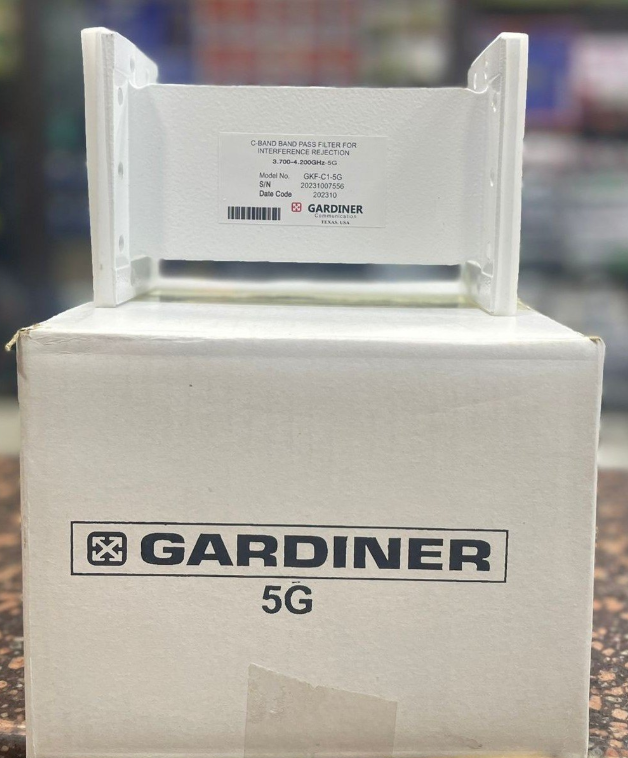 C-BAND BAND PASS FILTER FOR
INTERFERENCE REJECTION
3.700-4.200GHz-5G
Model No. GKF-C1-5G
S/N 20231007556
Date Code 202310
GARDINER
Communication
TEXAS, USA
GARDINER
5G